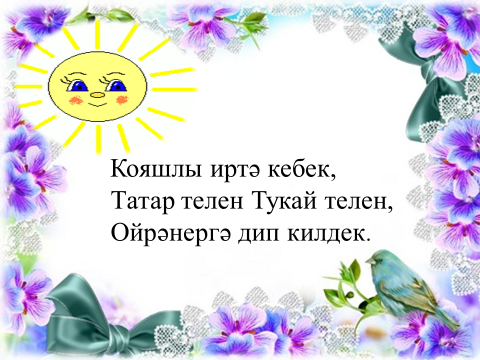 Кояшлы иртә кебек,
Татар телен Тукай телен,
Ойрәнергә дип килдек.